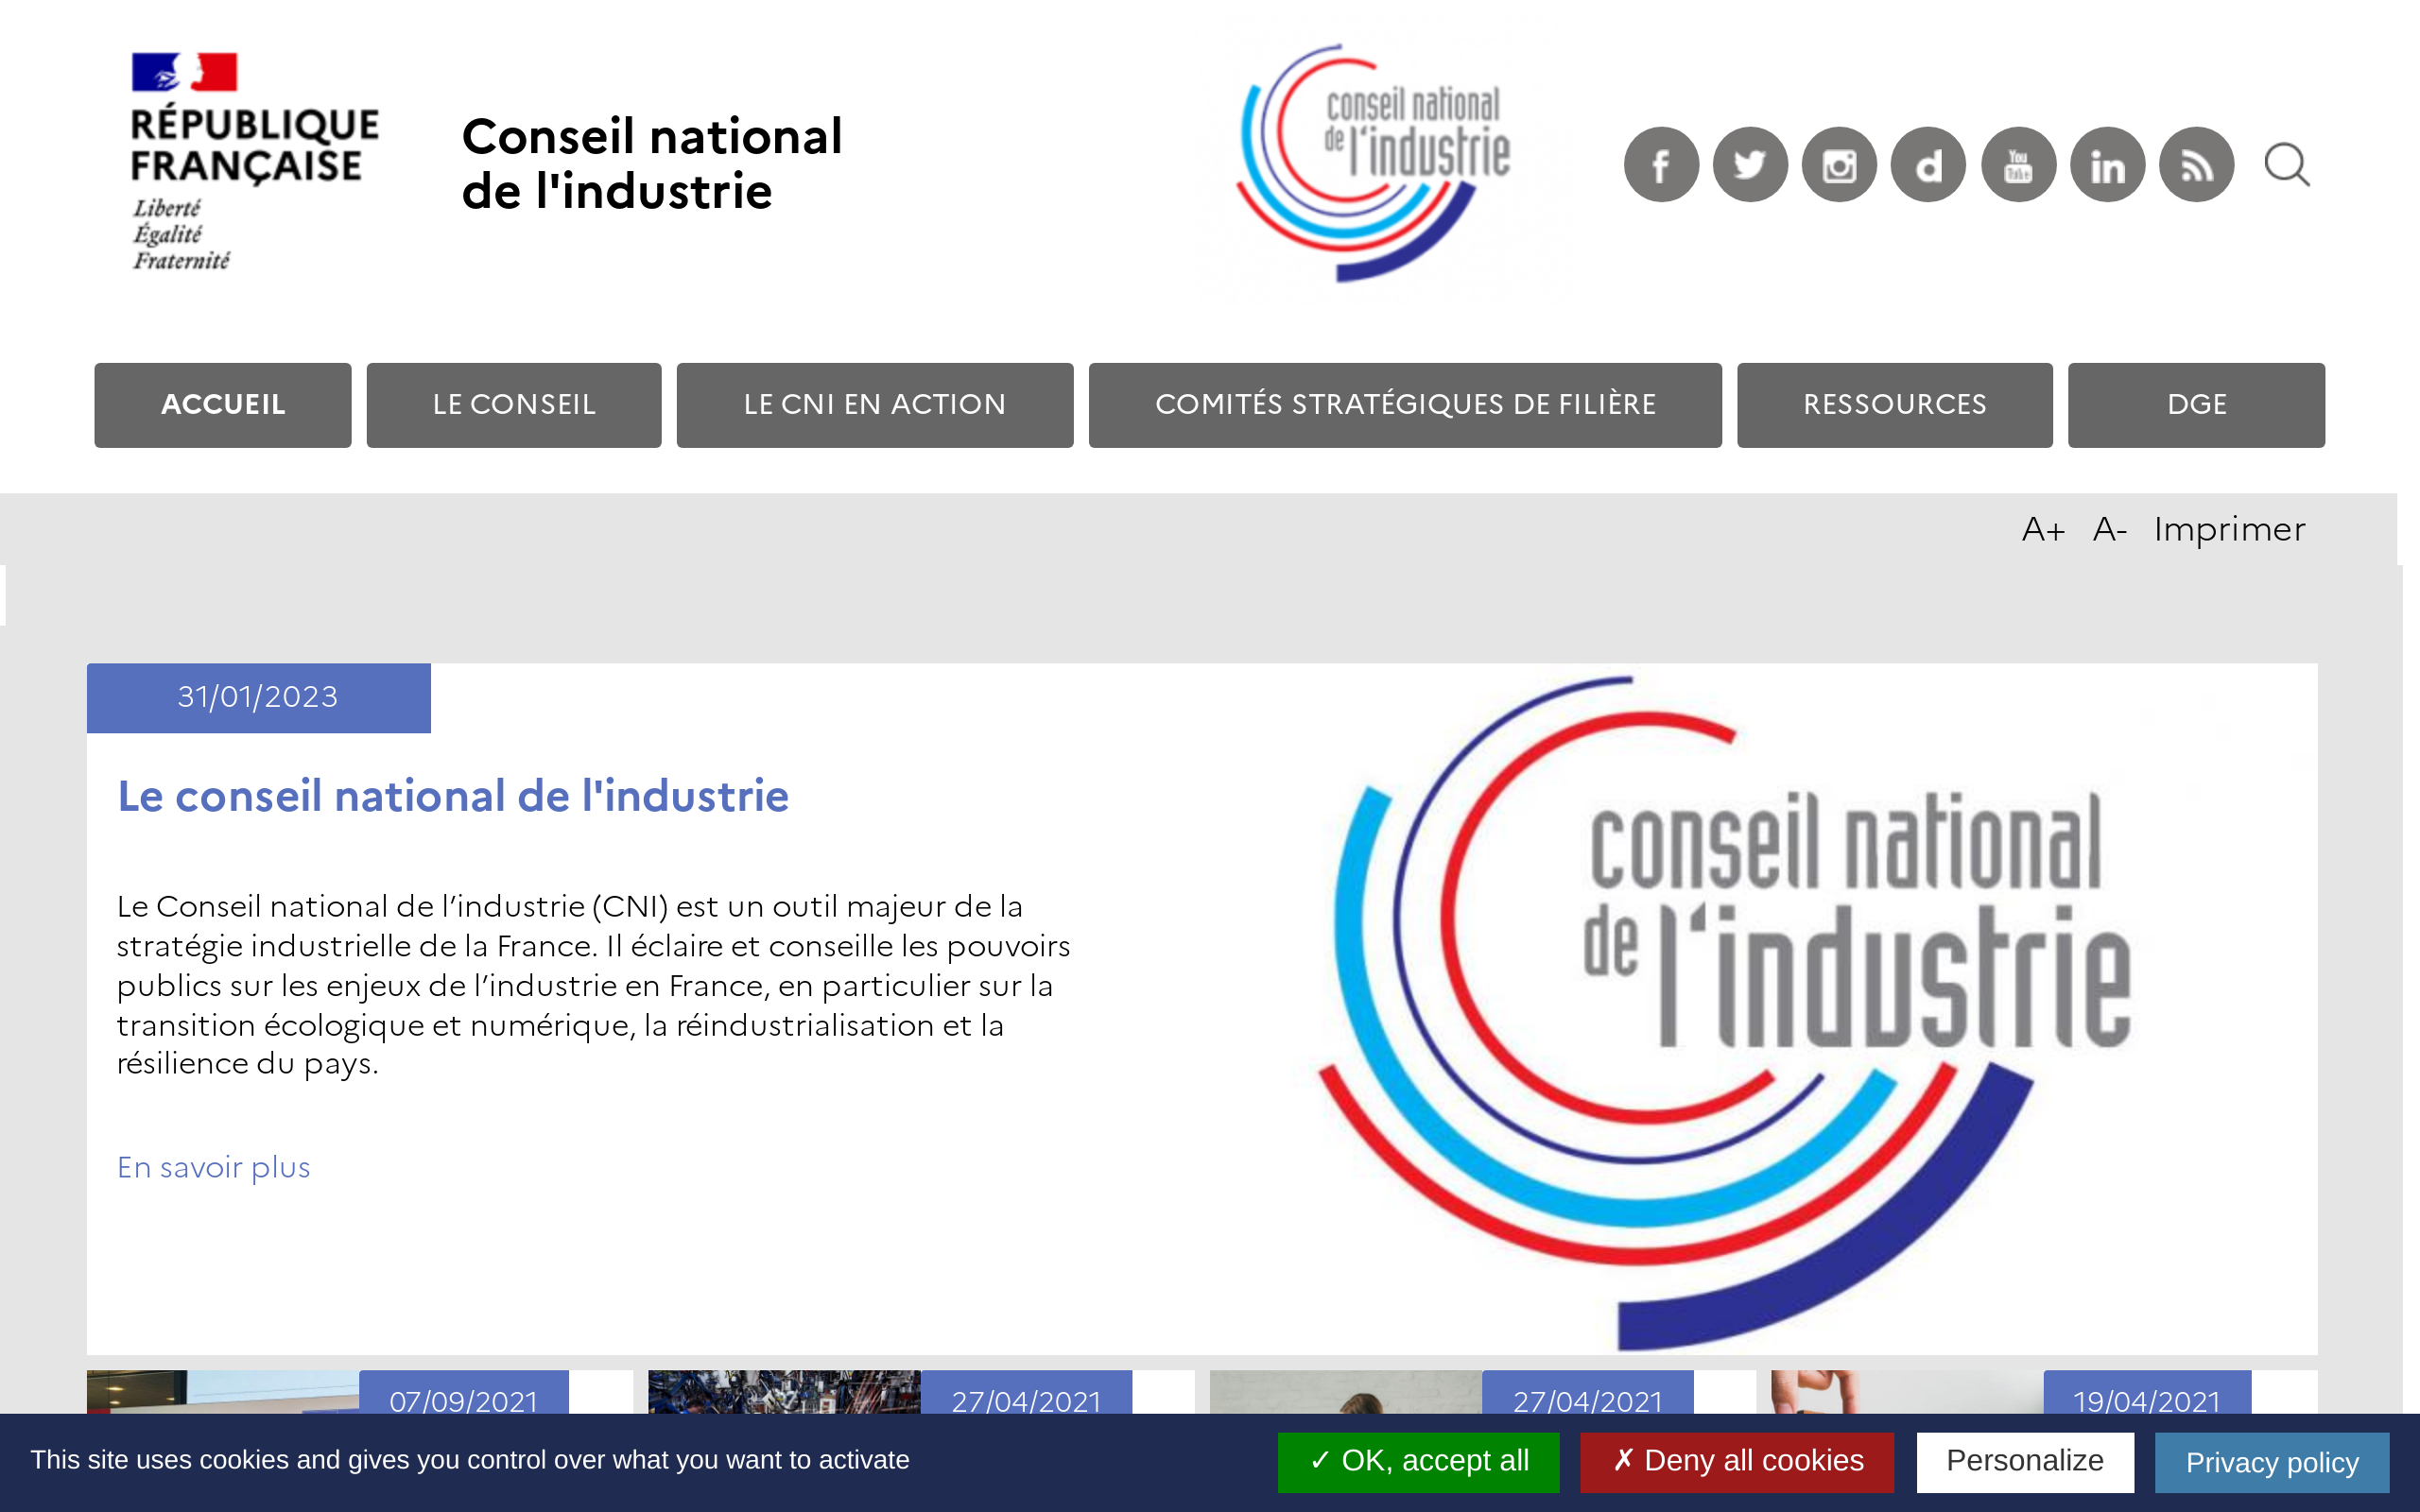 RÉPUBLIQUE
FRANÇAISE
Liberté
Égalité
Fraternité
Conseil national
de l'industrie
conseil national
de l'industrie
ACCUEIL
LE CONSEIL
LE CNI EN ACTION
COMITÉS STRATÉGIQUES DE FILIÈRE
RESSOURCES
DGE
A+ A- Imprimer
31/01/2023
Le conseil national de l'industrie
Le Conseil national de l’industrie (CNI) est un outil majeur de la
stratégie industrielle de la France. Il éclaire et conseille les pouvoirs
publics sur les enjeux de l’industrie en France, en particulier sur la
transition écologique et numérique, la réindustrialisation et la
résilience du pays.
En savoir plus
conseil national
de l'industrie
07/09/2021
27/04/2021
27/04/2021
19/04/2021
This site uses cookies and gives you control over what you want to activate
✓ OK, accept all
✗ Deny all cookies
Personalize
Privacy policy